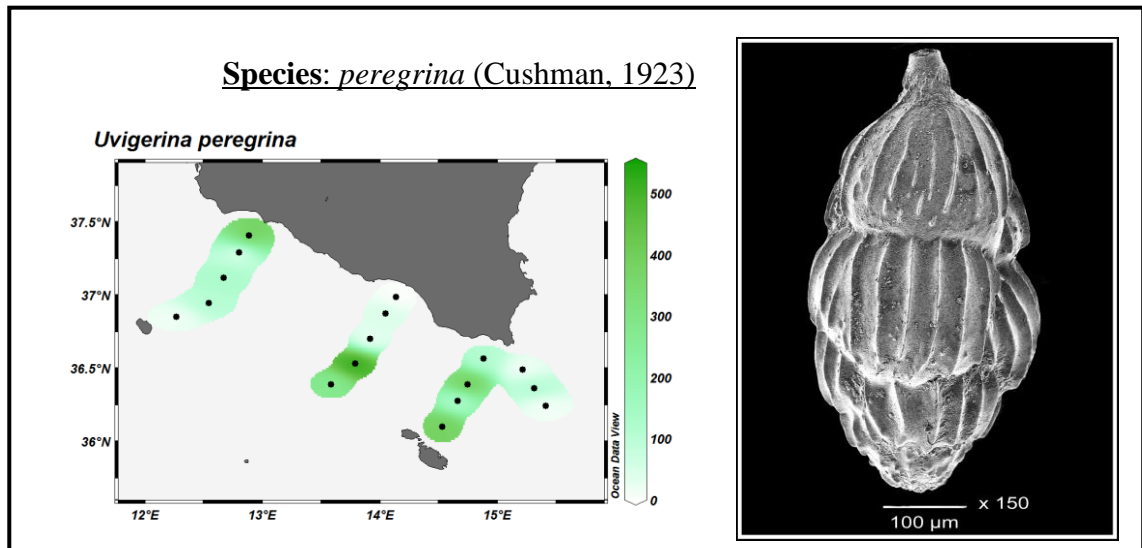 Species: peregrina (Cushman, 1923)
Uvigerina peregrina
37.5°N
37°N
36.5°N
36°N
12°E
13°E
14°E
15°E
500
400
300
200
100
0
Ocean Data View
x 150
100 µm